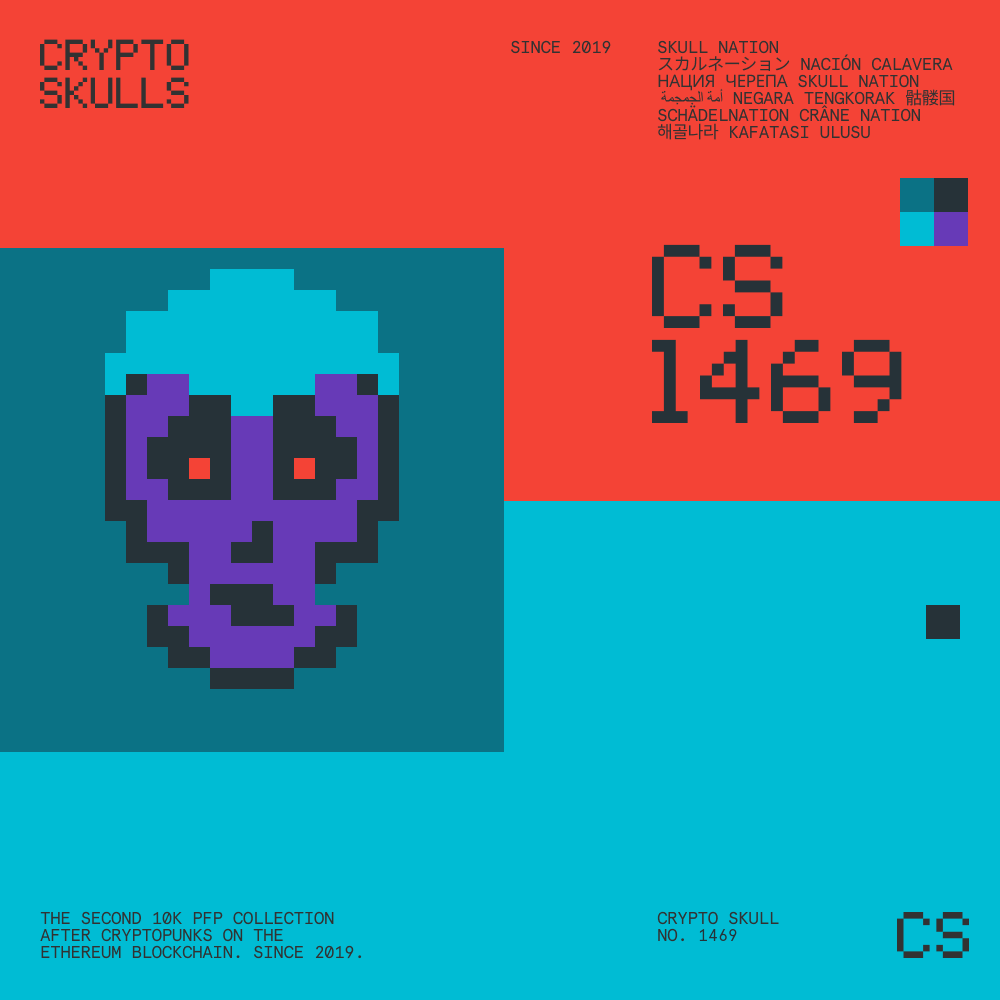 CRYPTO
SKULLS
SINCE 2019
SKULL NATION
スカルネーション NACIÓN CALAVERA
НАЦИЯ ЧЕРЕПА SKULL NATION
أمة الجمجمة NEGARA TENGKORAK 骷髅国
SCHÄDELNATION CRÂNE NATION
해골나라 KAFATASI ULUSU
CS
1469
THE SECOND 10K PFP COLLECTION
AFTER CRYPTOPUNKS ON THE
ETHEREUM BLOCKCHAIN. SINCE 2019.
CRYPTO SKULL
NO. 1469
CS